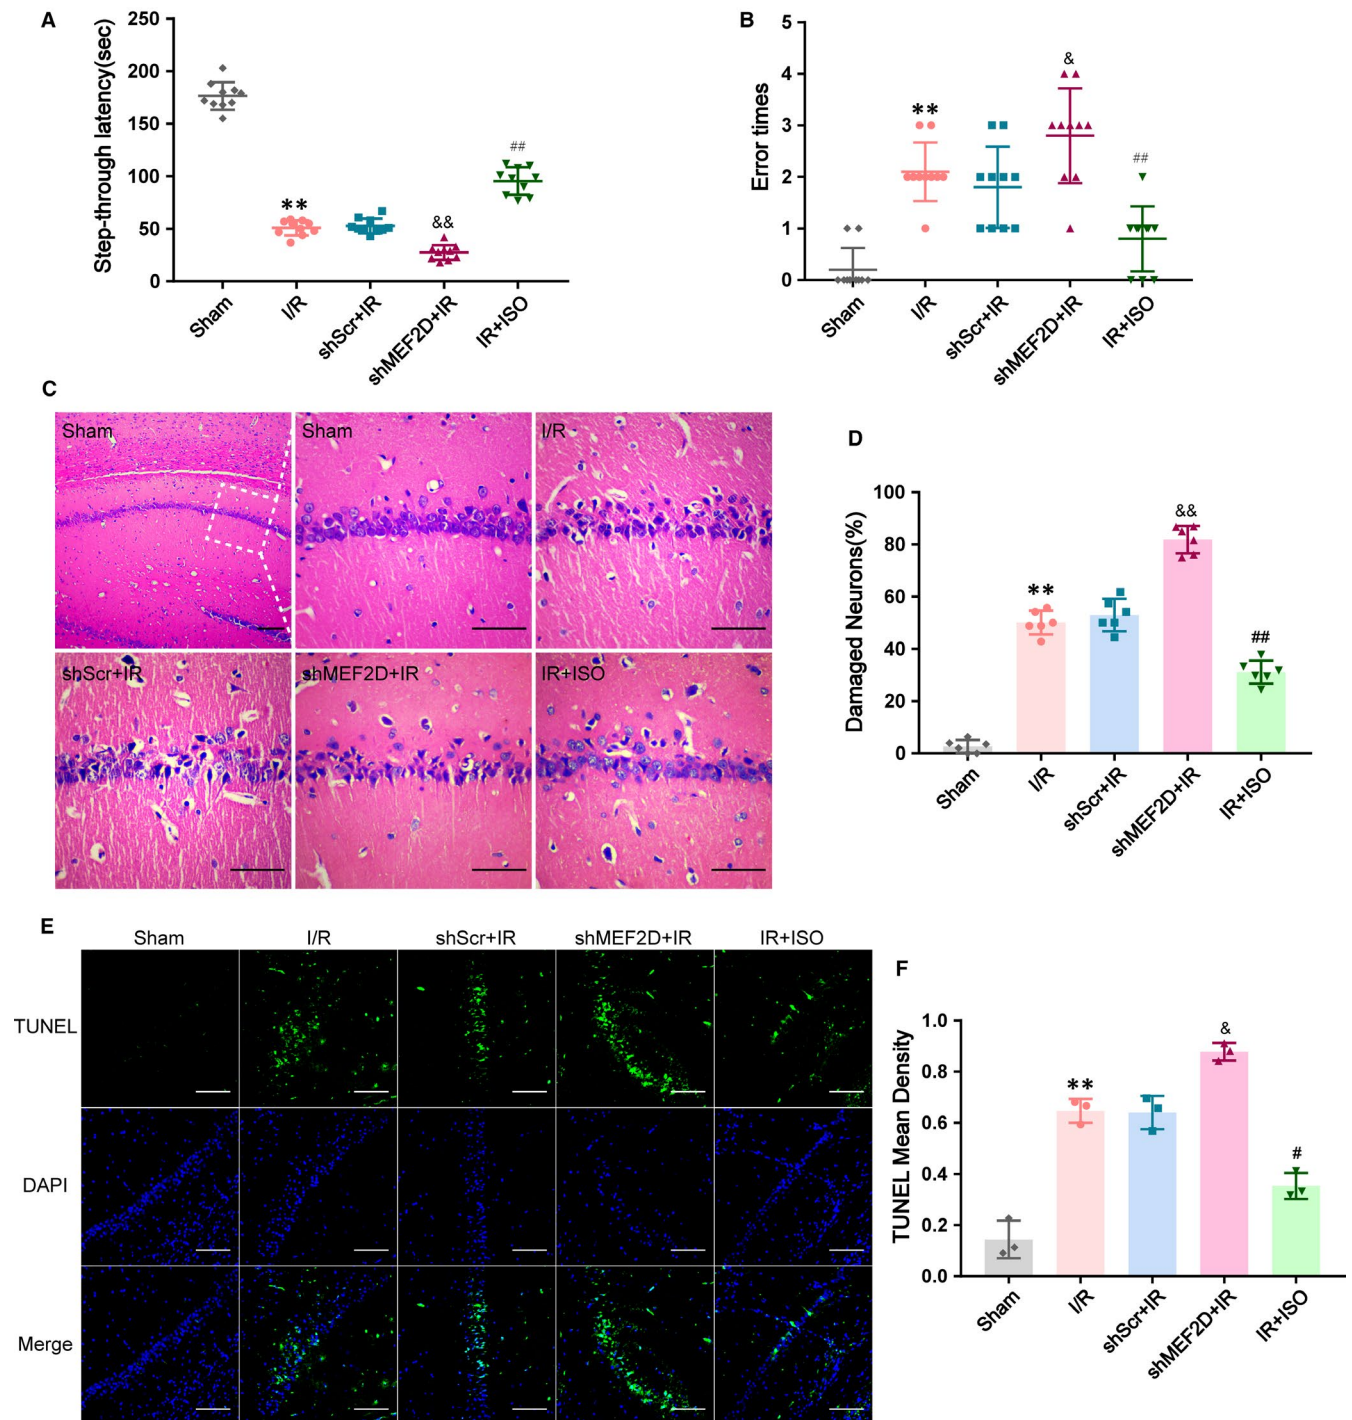 A
Step-through latency(sec)
250
200
150
100
50
0
**
&&
##
Sham
I/R
shScr+IR
shMEF2D+IR
IR+ISO
B
Error times
5
4
3
2
1
0
**
&
##
Sham
I/R
shScr+IR
shMEF2D+IR
IR+ISO
C
Sham
Sham
I/R
shScr+IR
shMEF2D+IR
IR+ISO
D
Damaged Neurons(%)
100
80
60
40
20
0
**
&&
##
Sham
I/R
shScr+IR
shMEF2D+IR
IR+ISO
E
Sham I/R shScr+IR shMEF2D+IR IR+ISO
TUNEL
DAPI
Merge
F
TUNEL Mean Density
1.0
0.8
0.6
0.4
0.2
0.0
**
&
#
Sham
I/R
shScr+IR
shMEF2D+IR
IR+ISO